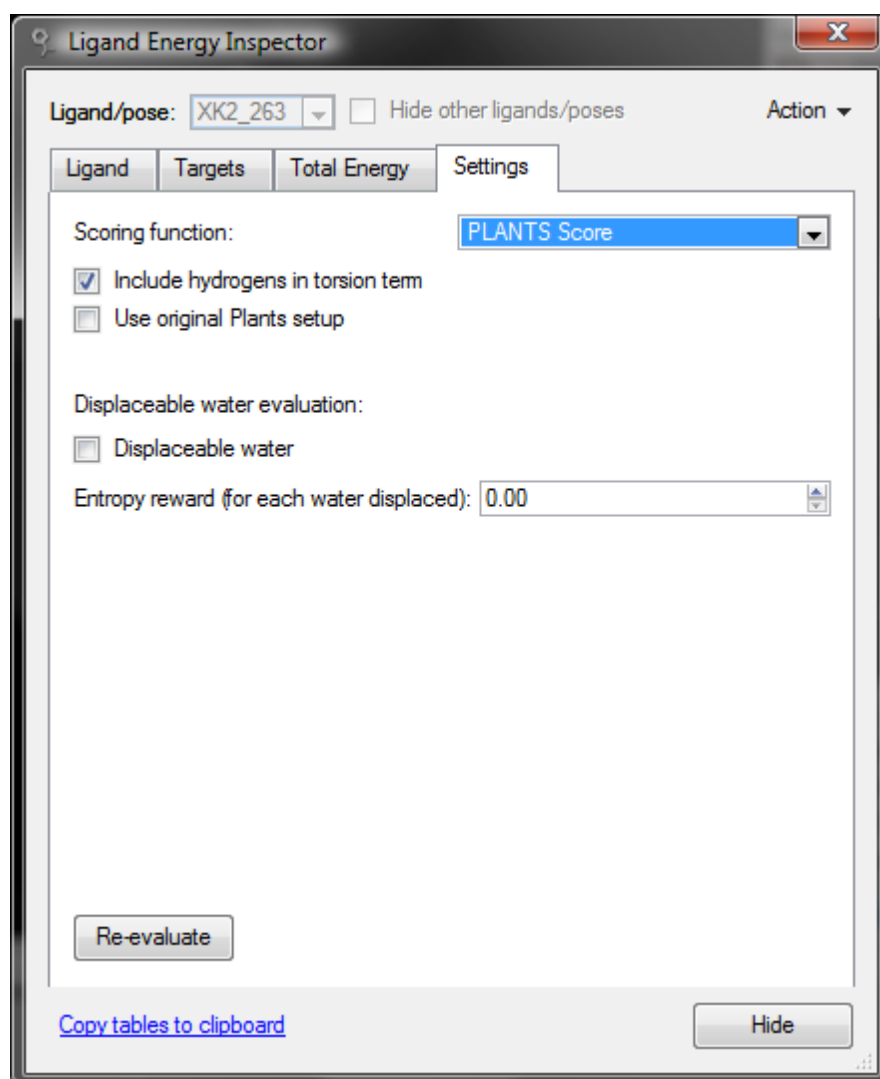 Ligand Energy Inspector
Ligand/pose: XK2_263 Hide other ligands/poses Action
Ligand Targets Total Energy Settings
Scoring function: PLANTS Score
Include hydrogens in torsion term
Use original Plants setup
Displaceable water evaluation:
Displaceable water
Entropy reward (for each water displaced): 0.00
Re-evaluate
Copy tables to clipboard Hide